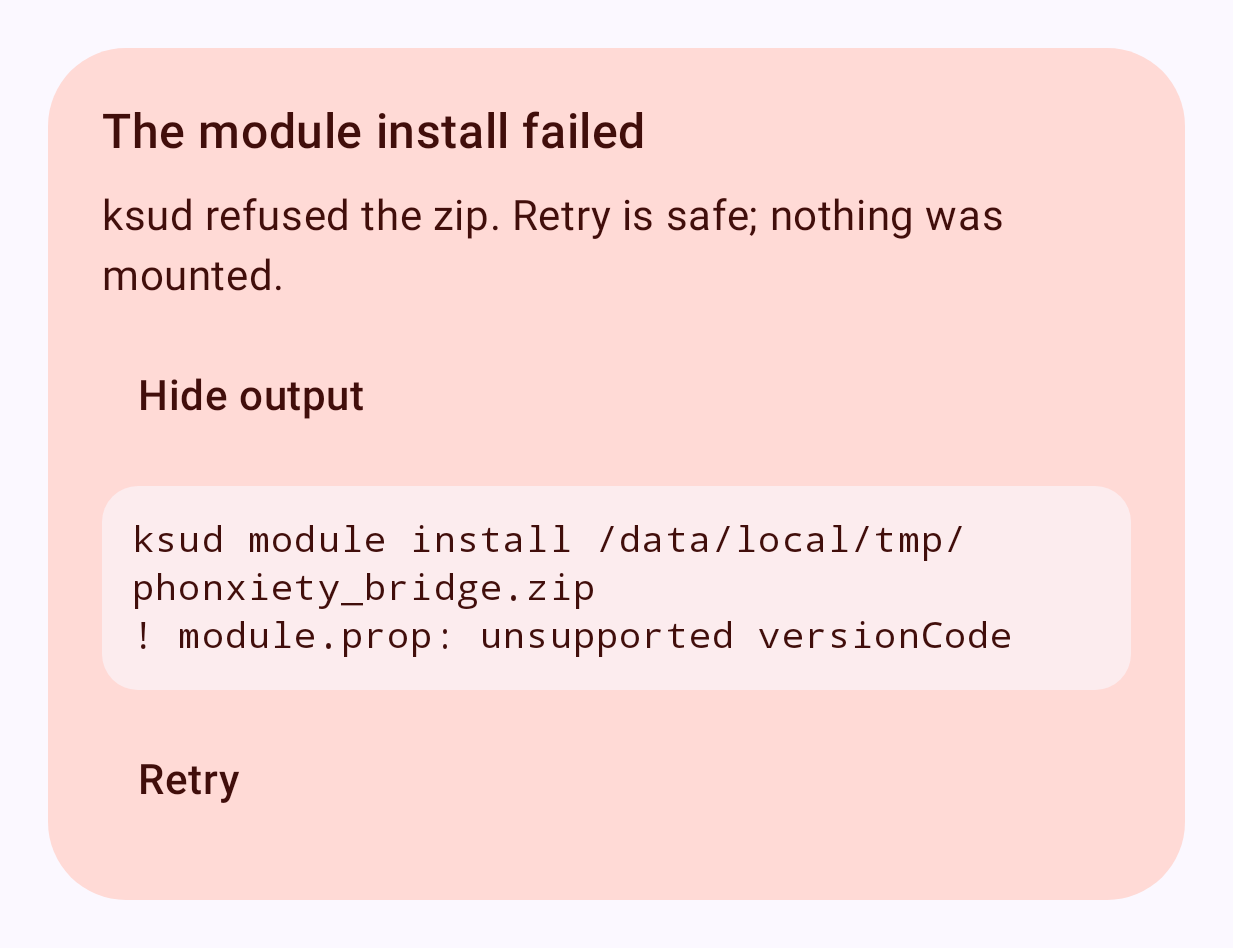 The module install failed
ksud refused the zip. Retry is safe; nothing was
mounted.
Hide output
ksud module install /data/local/tmp/
phonxiety_bridge.zip
! module.prop: unsupported versionCode
Retry